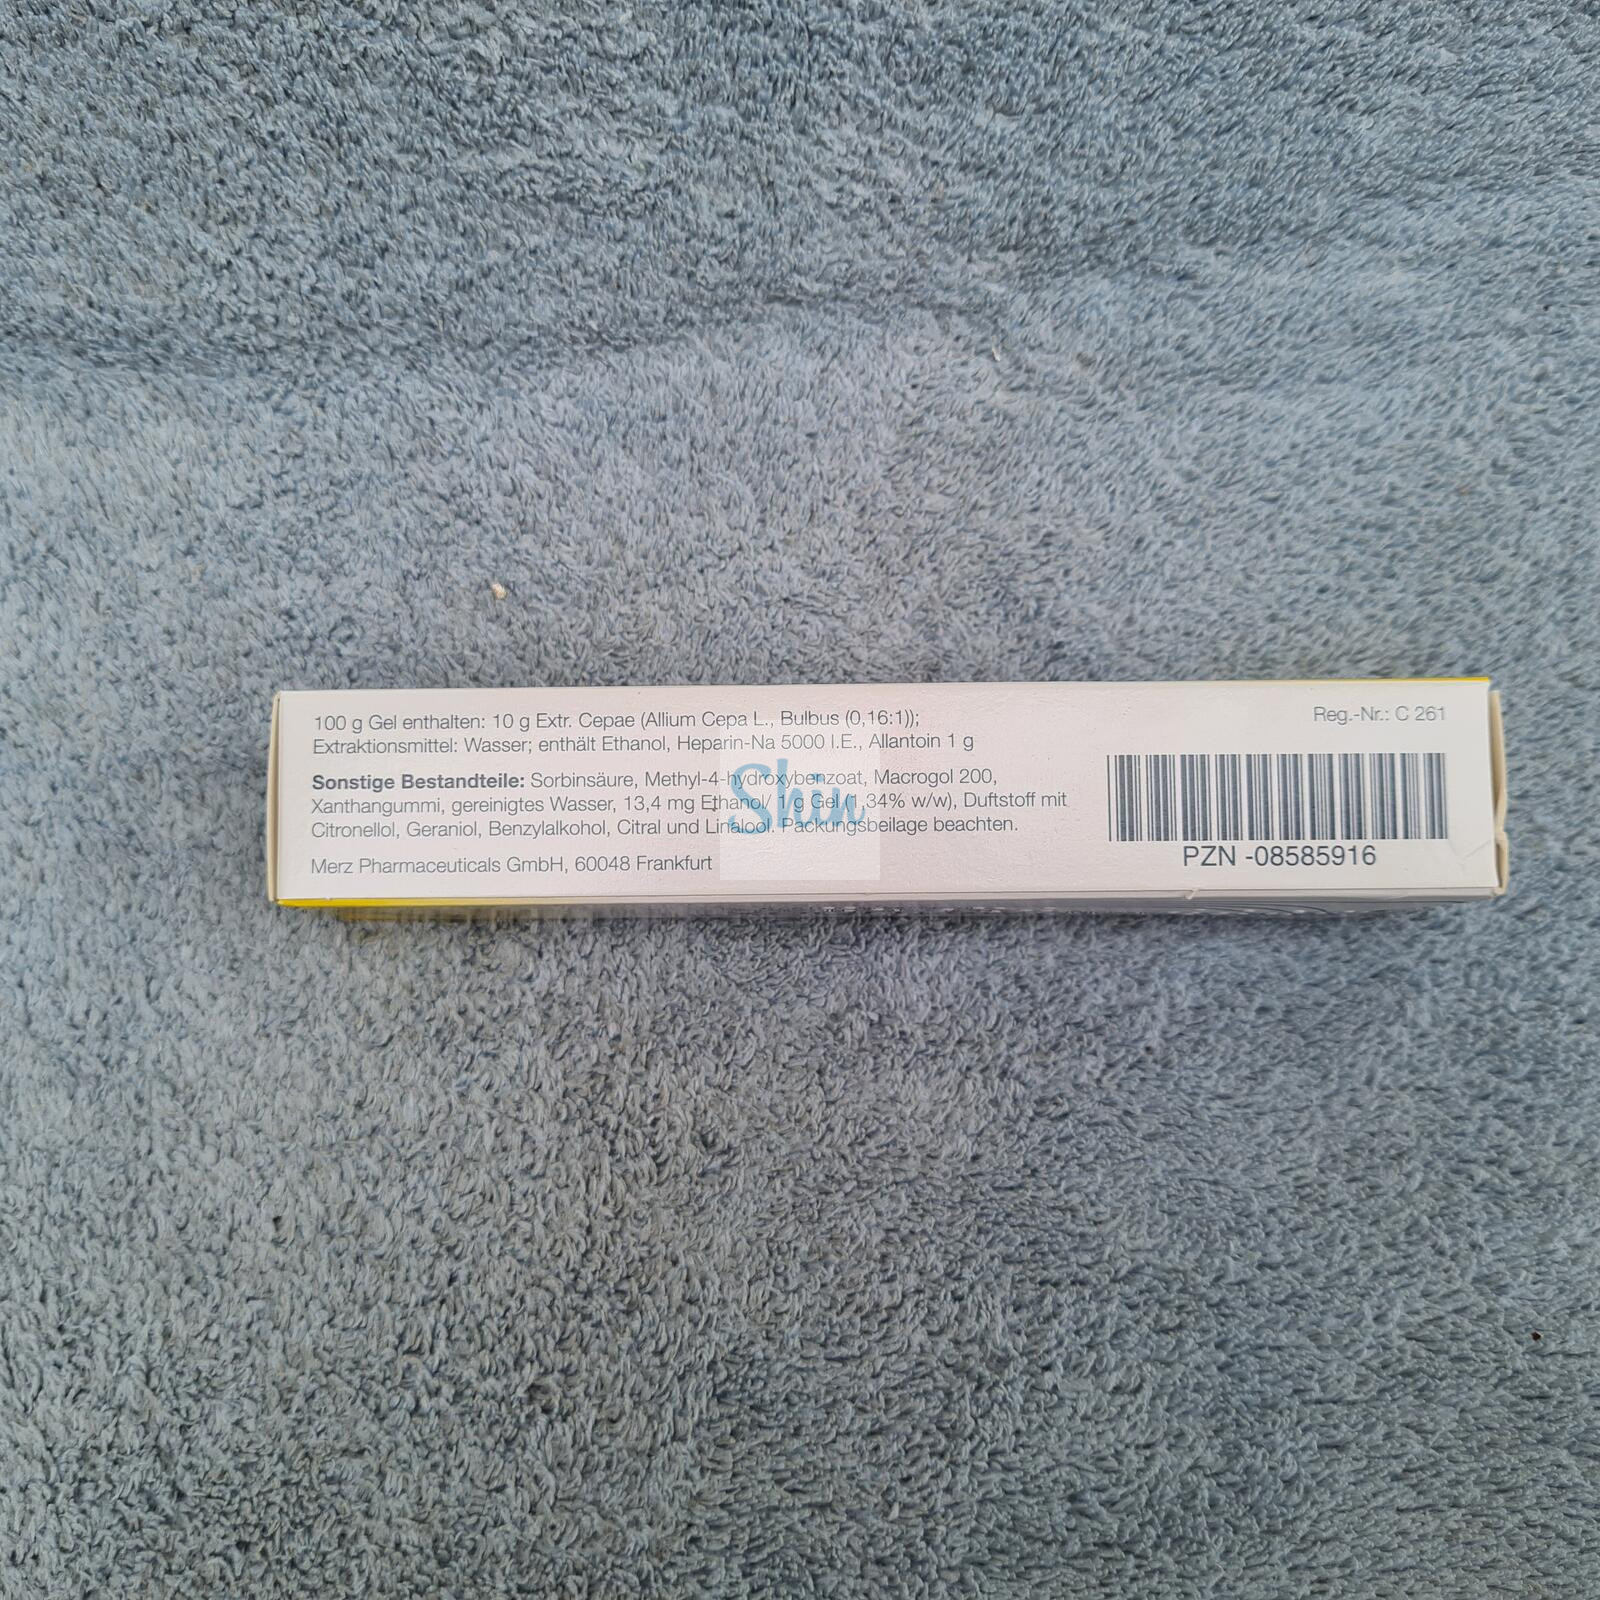 100 g Gel enthalten: 10 g Extr. Cepae (Allium Cepa L., Bulbus (0,16:1));
Extraktionsmittel: Wasser; enthält Ethanol, Heparin-Na 5000 I.E., Allantoin 1 g
Sonstige Bestandteile: Sorbinsäure, Methyl-4-hydroxybenzoat, Macrogol 200,
Xanthangummi, gereinigtes Wasser, 13,4 mg Ethanol/ 1 g Gel (1,34% w/w), Duftstoff mit
Citronellol, Geraniol, Benzylalkohol, Citral und Linalool. Packungsbeilage beachten.
Merz Pharmaceuticals GmbH, 60048 Frankfurt
Reg.-Nr.: C 261
PZN -08585916
Shin